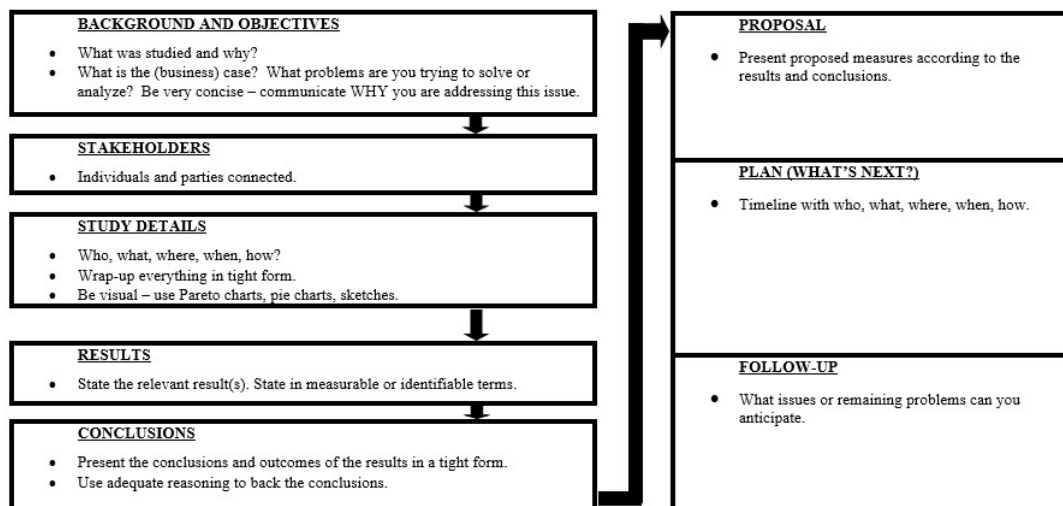 BACKGROUND AND OBJECTIVES
• What was studied and why?
• What is the (business) case? What problems are you trying to solve or
analyze? Be very concise – communicate WHY you are addressing this issue.
STAKEHOLDERS
• Individuals and parties connected.
STUDY DETAILS
• Who, what, where, when, how?
• Wrap-up everything in tight form.
• Be visual – use Pareto charts, pie charts, sketches.
RESULTS
• State the relevant result(s). State in measurable or identifiable terms.
CONCLUSIONS
• Present the conclusions and outcomes of the results in a tight form.
• Use adequate reasoning to back the conclusions.
PROPOSAL
• Present proposed measures according to the
results and conclusions.
PLAN (WHAT’S NEXT?)
• Timeline with who, what, where, when, how.
FOLLOW-UP
• What issues or remaining problems can you
anticipate.